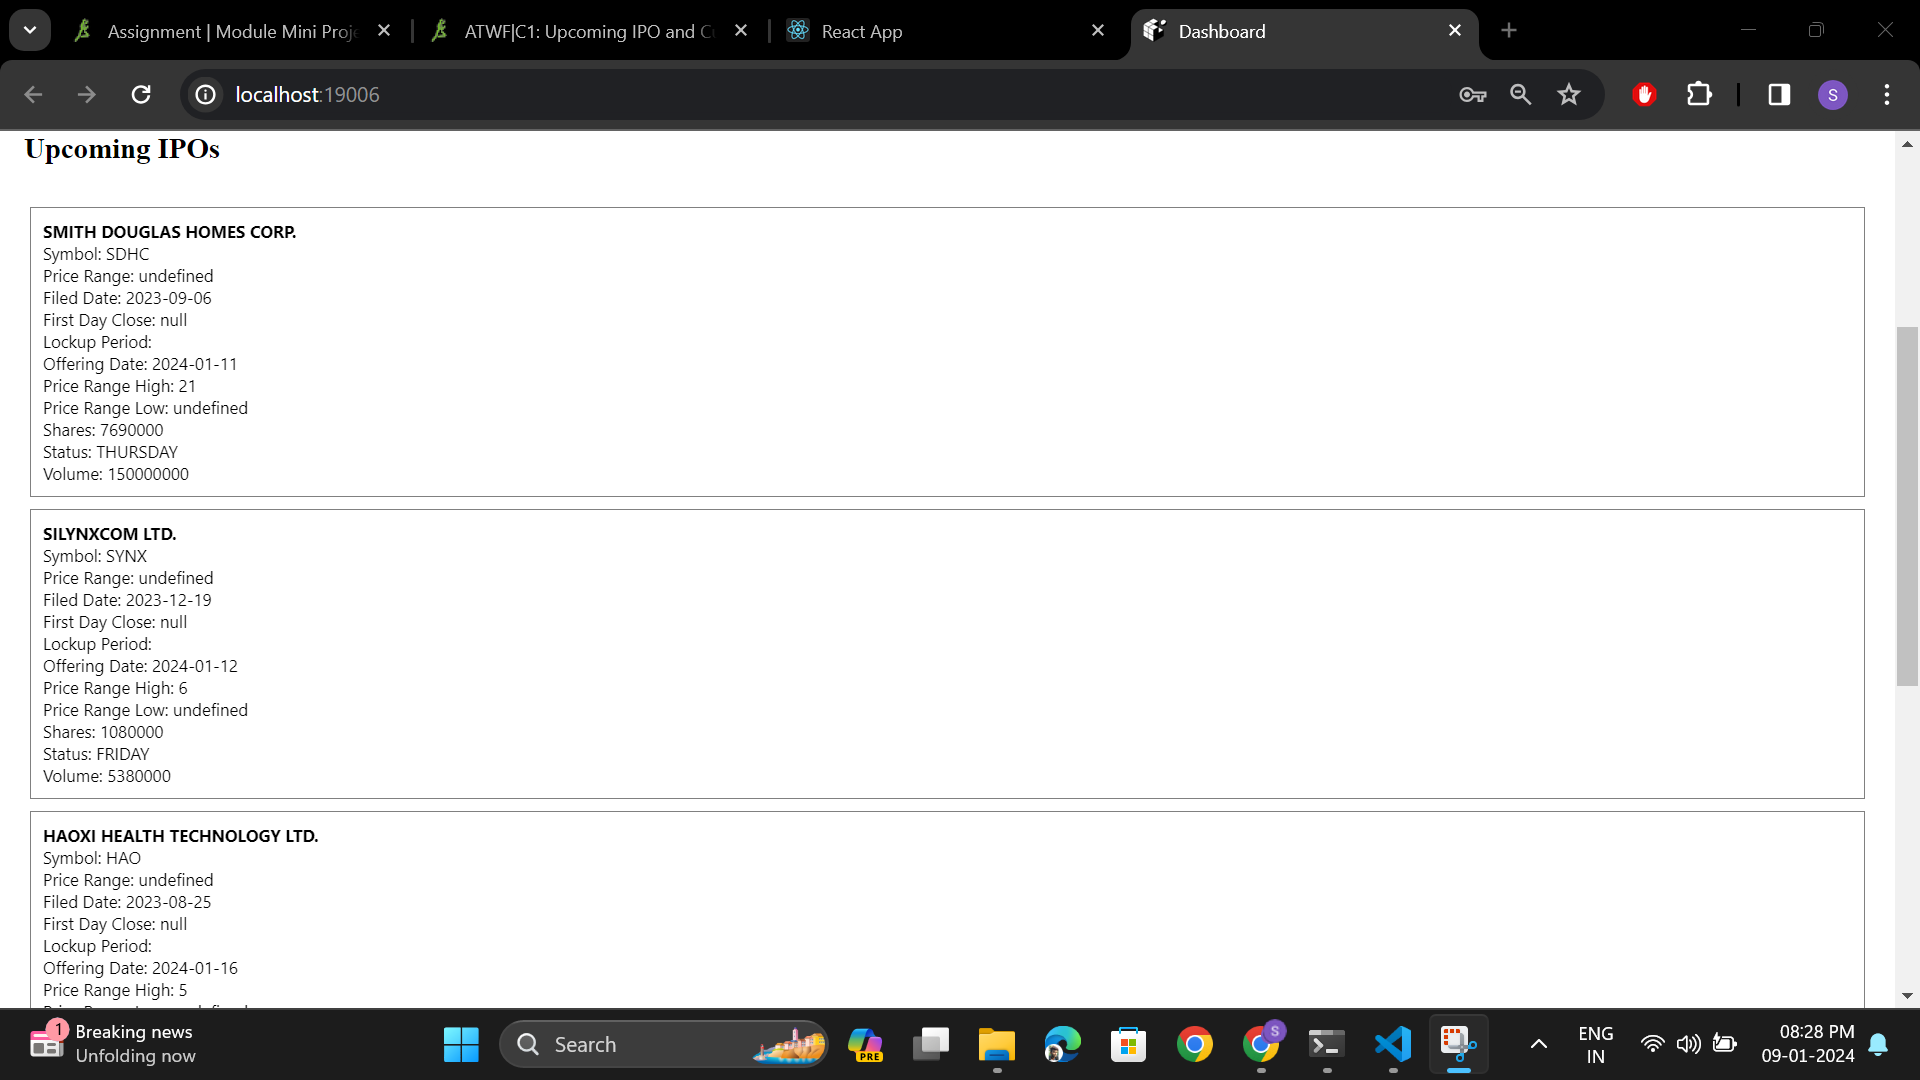 Assignment | Module Mini Proje
ATWF|C1: Upcoming IPO and Cu
React App
Dashboard
localhost:19006
S
Upcoming IPOs
SMITH DOUGLAS HOMES CORP.
Symbol: SDHC
Price Range: undefined
Filed Date: 2023-09-06
First Day Close: null
Lockup Period:
Offering Date: 2024-01-11
Price Range High: 21
Price Range Low: undefined
Shares: 7690000
Status: THURSDAY
Volume: 150000000
SILYNXCOM LTD.
Symbol: SYNX
Price Range: undefined
Filed Date: 2023-12-19
First Day Close: null
Lockup Period:
Offering Date: 2024-01-12
Price Range High: 6
Price Range Low: undefined
Shares: 1080000
Status: FRIDAY
Volume: 5380000
HAOXI HEALTH TECHNOLOGY LTD.
Symbol: HAO
Price Range: undefined
Filed Date: 2023-08-25
First Day Close: null
Lockup Period:
Offering Date: 2024-01-16
Price Range High: 5
1
Breaking news
Unfolding now
Search
PRE
S
ENG
IN
08:28 PM
09-01-2024